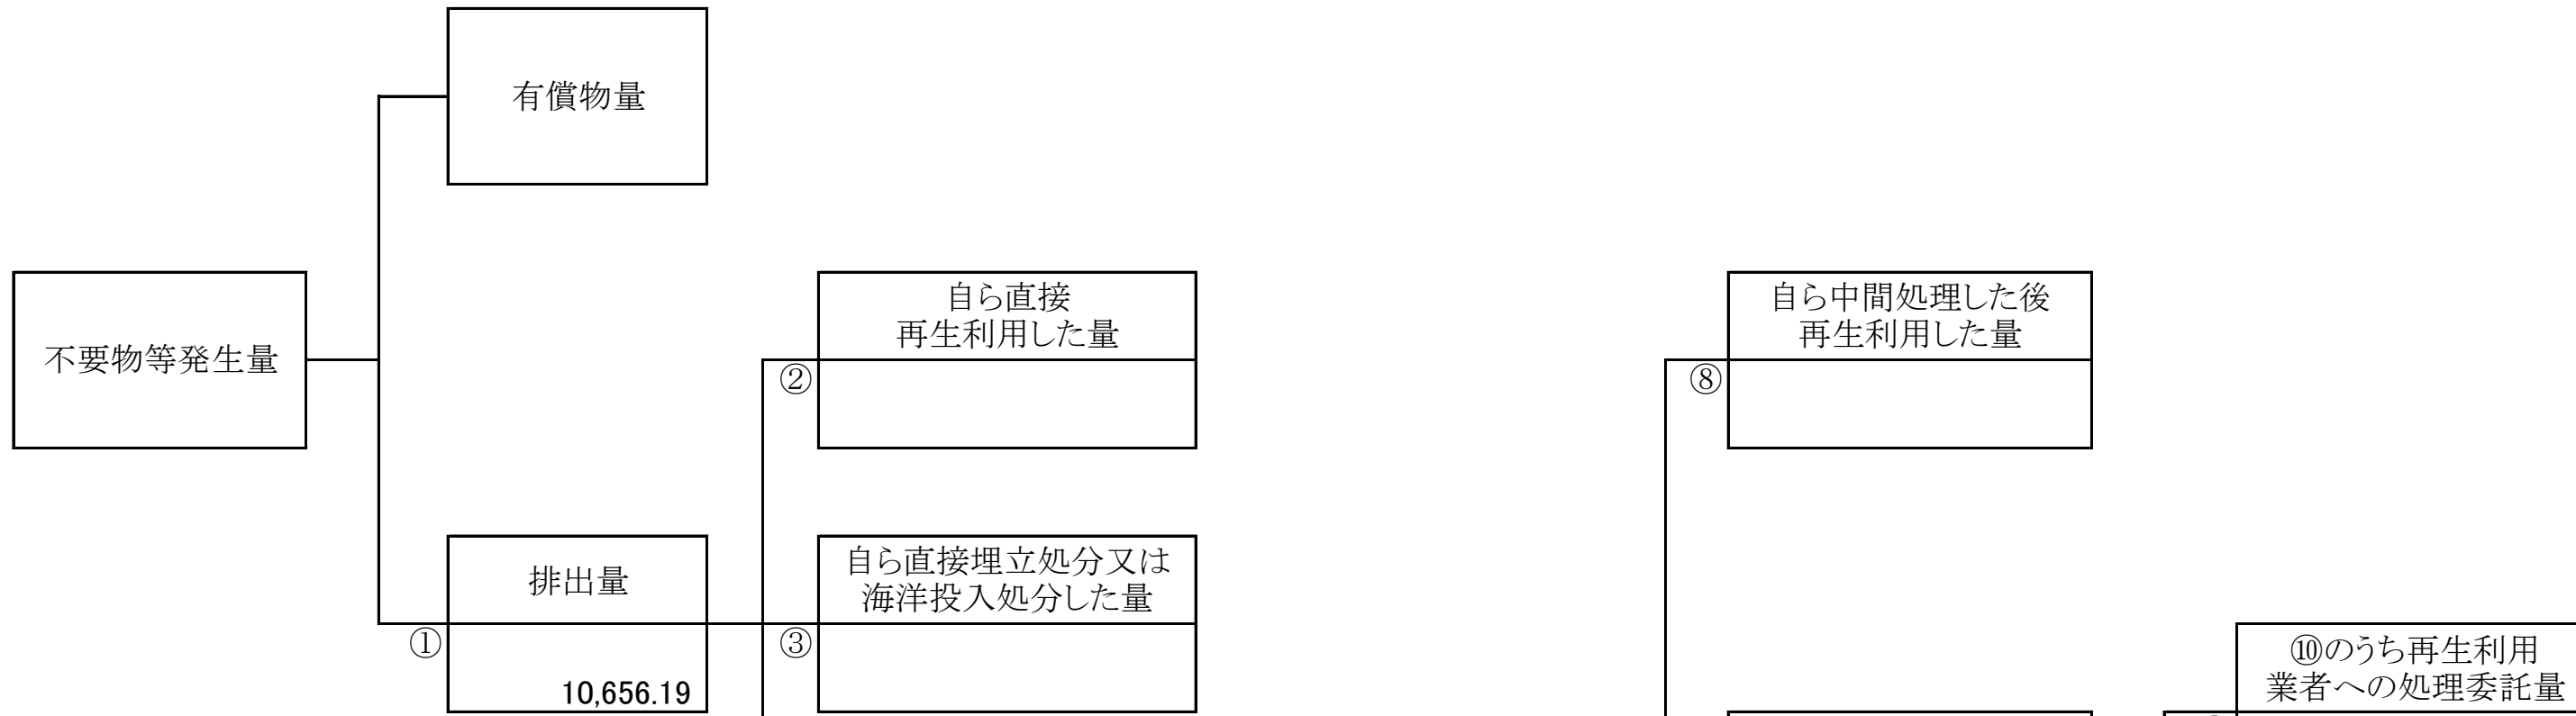 有償物量
不要物等発生量
自ら直接
再生利用した量
②
自ら中間処理した後
再生利用した量
⑧
排出量
①
10,656.19
自ら直接埋立処分又は
海洋投入処分した量
③
⑩のうち再生利用
業者への処理委託量